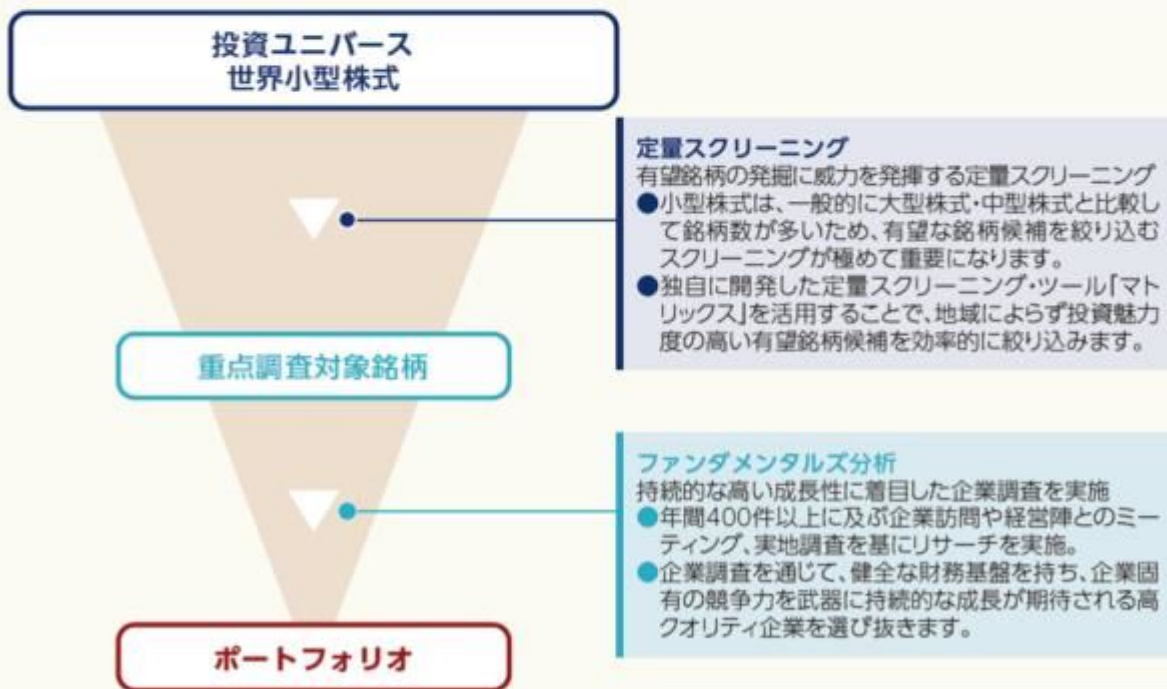 投資ユニバース
世界小型株式
定量スクリーニング
有望銘柄の発掘に威力を発揮する定量スクリーニング
●小型株式は、一般的に大型株式・中型株式と比較し
て銘柄数が多いため、有望な銘柄候補を絞り込む
スクリーニングが極めて重要になります。
●独自に開発した定量スクリーニング・ツール「マト
リックス」を活用することで、地域によらず投資魅力
度の高い有望銘柄候補を効率的に絞り込みます。
重点調査対象銘柄
ファンダメンタルズ分析
持続的な高い成長性に着目した企業調査を実施
●年間400件以上に及ぶ企業訪問や経営陣とのミー
ティング、実地調査を基にリサーチを実施。
●企業調査を通じて、健全な財務基盤を持ち、企業固
有の競争力を武器に持続的な成長が期待される高
クオリティ企業を選び抜きます。
ポートフォリオ